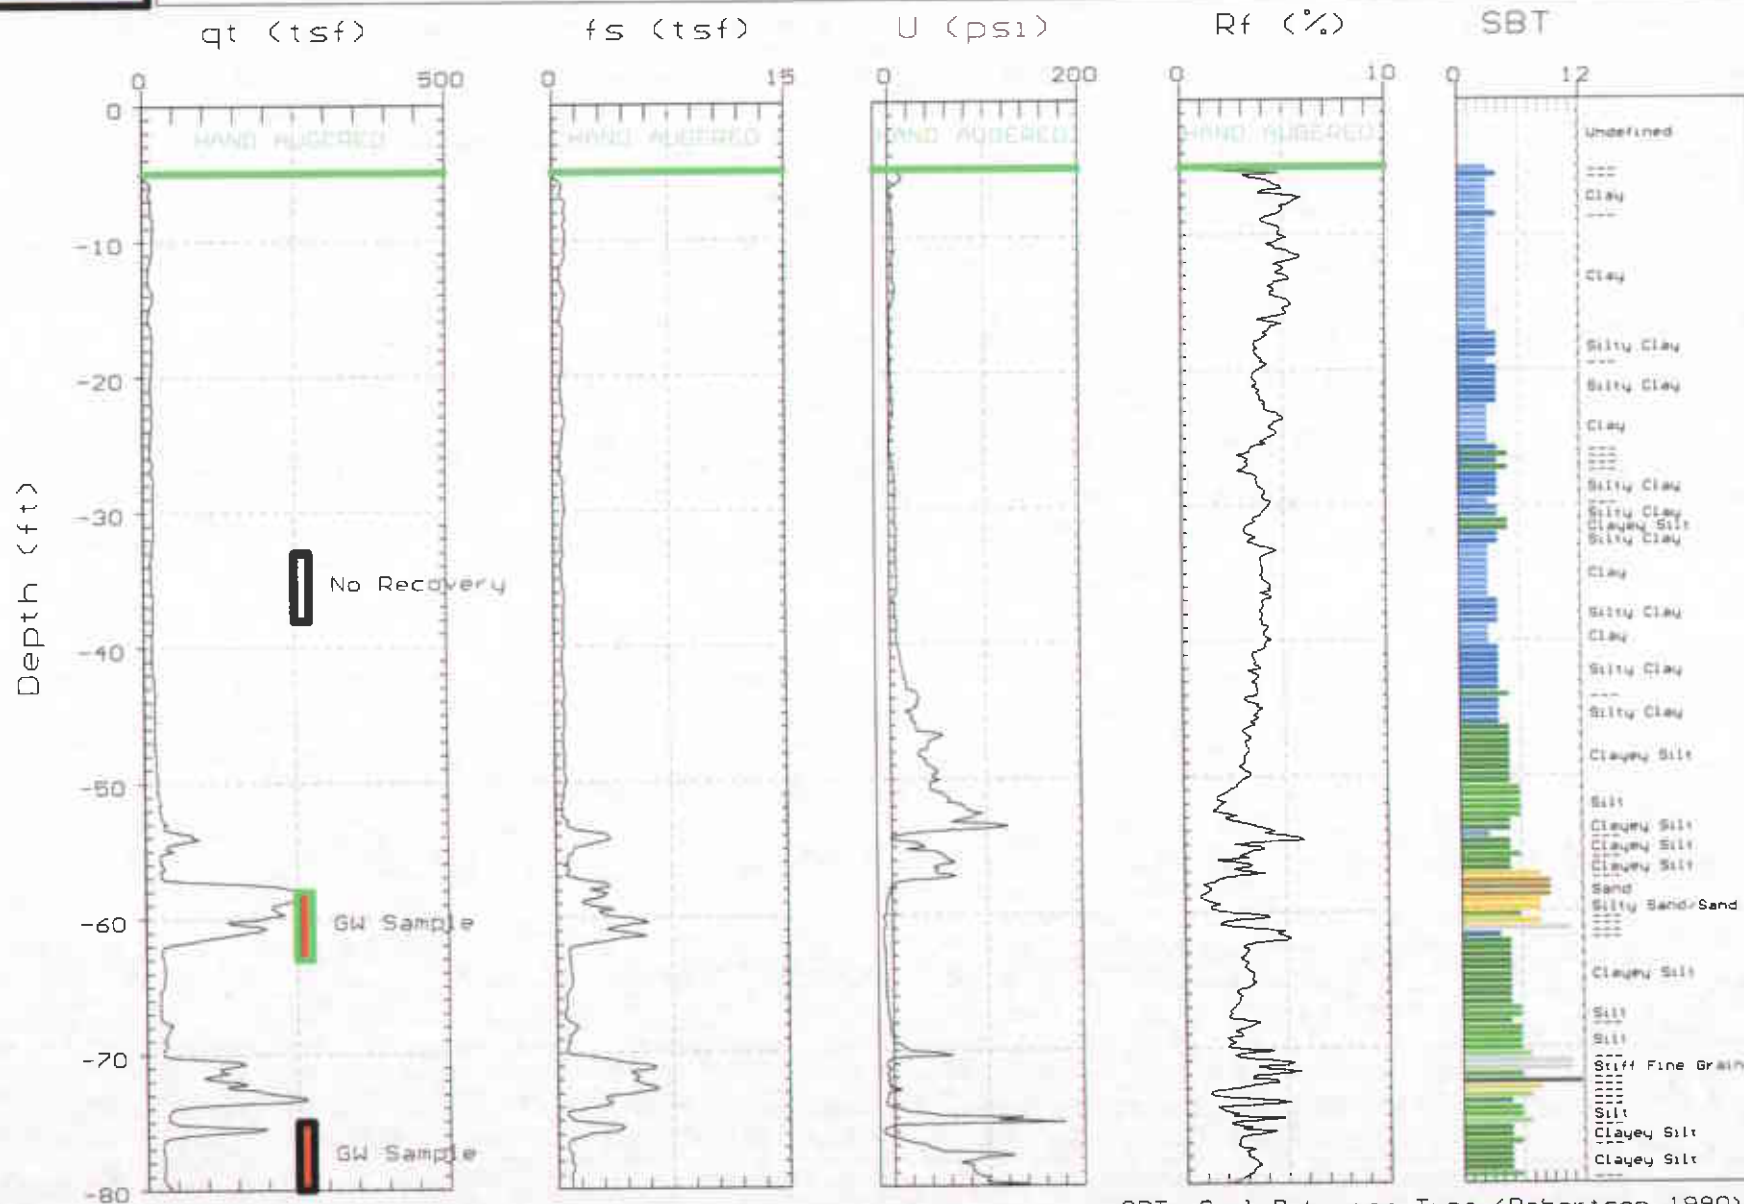 qt (tsf)
fs (tsf)
U (psi)
Rf (%)
SBT
0 500
0 15
0 200
0 10
0 12
0
HAND AUGERED
HAND AUGERED
HAND AUGERED
HAND AUGERED
Undefined
---
Clay
---
-10
Clay
Silty Clay
---
-20
Silty Clay
Clay
---
Silty Clay
---
-30
Silty Clay
Clayey Silt
Silty Clay
No Recovery
Clay
Silty Clay
Clay
-40
Silty Clay
---
Silty Clay
Clayey Silt
-50
Silt
Clayey Silt
---
Clayey Silt
---
Clayey Silt
---
Sand
Silty Sand/Sand
-60
GW Sample
---
Clayey Silt
Silt
---
Silt
-70
---
Stiff Fine Grain
---
Silt
---
Clayey Silt
---
GW Sample
Clayey Silt
---
-80
Depth (ft)
(Robertson 1990)